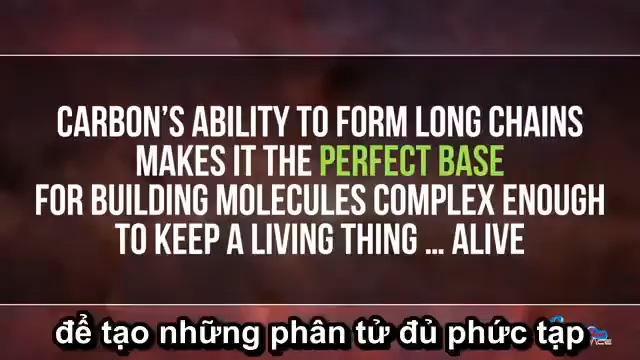 CARBON'S ABILITY TO FORM LONG CHAINS
MAKES IT THE PERFECT BASE
FOR BUILDING MOLECULES COMPLEX ENOUGH
TO KEEP A LIVING THING ... ALIVE
để tạo những phân tử đủ phức tạp